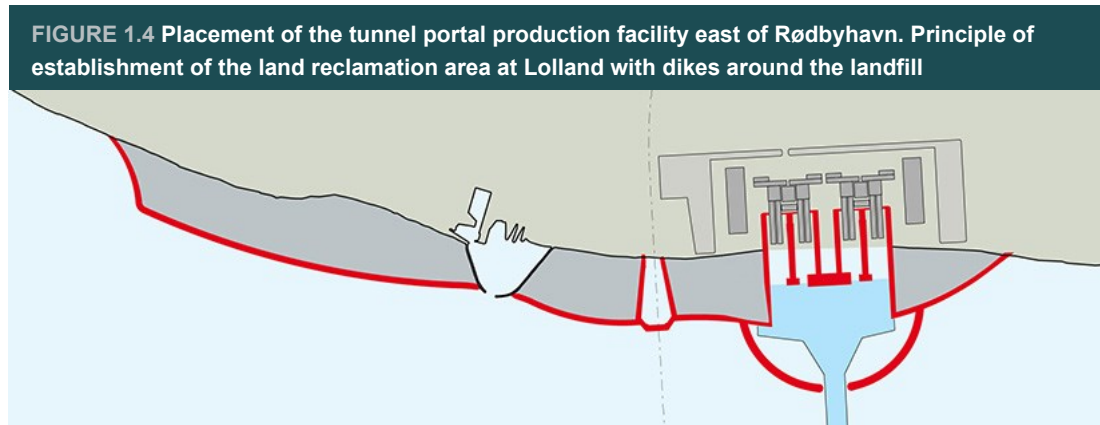 FIGURE 1.4 Placement of the tunnel portal production facility east of Rødbyhavn. Principle of
establishment of the land reclamation area at Lolland with dikes around the landfill